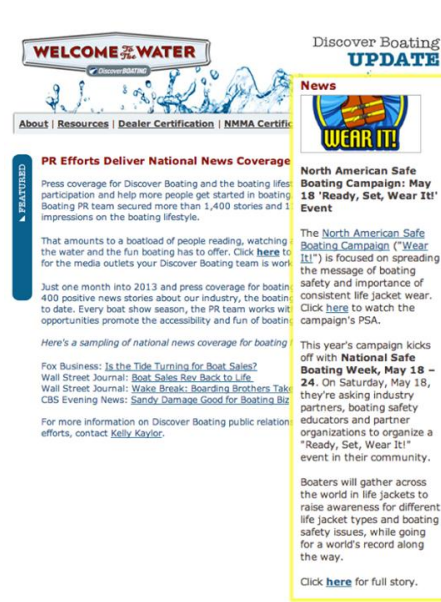 WELCOME TO The WATER
Discover BOATING
Discover Boating
UPDATE
About | Resources | Dealer Certification | NMMA
FEATURED
PR Efforts Deliver National News Coverage
Press coverage for Discover Boating and the boating
participation and help more people get started in boating
Boating PR team secured more than 1,400 stories and
impressions on the boating lifestyle.
That amounts to a boatload of people reading, watching
the water and the fun boating has to offer. Click here to
for the media outlets your Discover Boating team is
Just one month into 2013 and press coverage for boating
400 positive news stories about our industry, the
to date. Every boat show season, the PR team works
opportunities promote the accessibility and fun of boating
Here's a sampling of national news coverage for boating
Fox Business: Is the Tide Turning for Boat Sales?
Wall Street Journal: Boat Sales Rev Back to Life
Wall Street Journal: Wake Break: Boarding Brothers
CBS Evening News: Sandy Damage Good for Boating Biz
For more information on Discover Boating public
efforts, contact Kelly Kaylor.
News
WEAR IT!
North American Safe
Boating Campaign: May
18 'Ready, Set, Wear It!'
Event
The North American Safe
Boating Campaign ("Wear
It!") is focused on spreading
the message of boating
safety and importance of
consistent life jacket wear.
Click here to watch the
campaign's PSA.
This year's campaign kicks
off with National Safe
Boating Week, May 18 –
24. On Saturday, May 18,
they're asking industry
partners, boating safety
educators and partner
organizations to organize a
"Ready, Set, Wear It!"
event in their community.
Boaters will gather across
the world in life jackets to
raise awareness for different
life jacket types and boating
safety issues, while going
for a world's record along
the way.
Click here for full story.